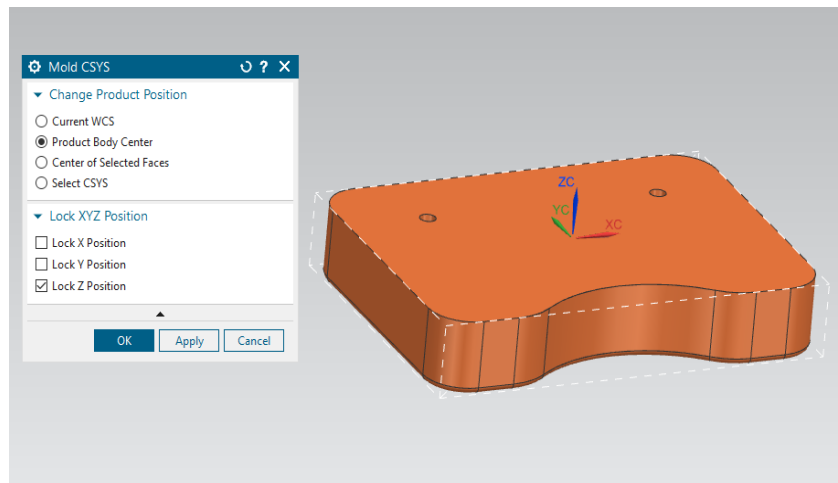 Mold CSYS
?
Change Product Position
Current WCS
Product Body Center
Center of Selected Faces
Select CSYS
Lock XYZ Position
Lock X Position
Lock Y Position
Lock Z Position
OK Apply Cancel
ZC
YC
XC